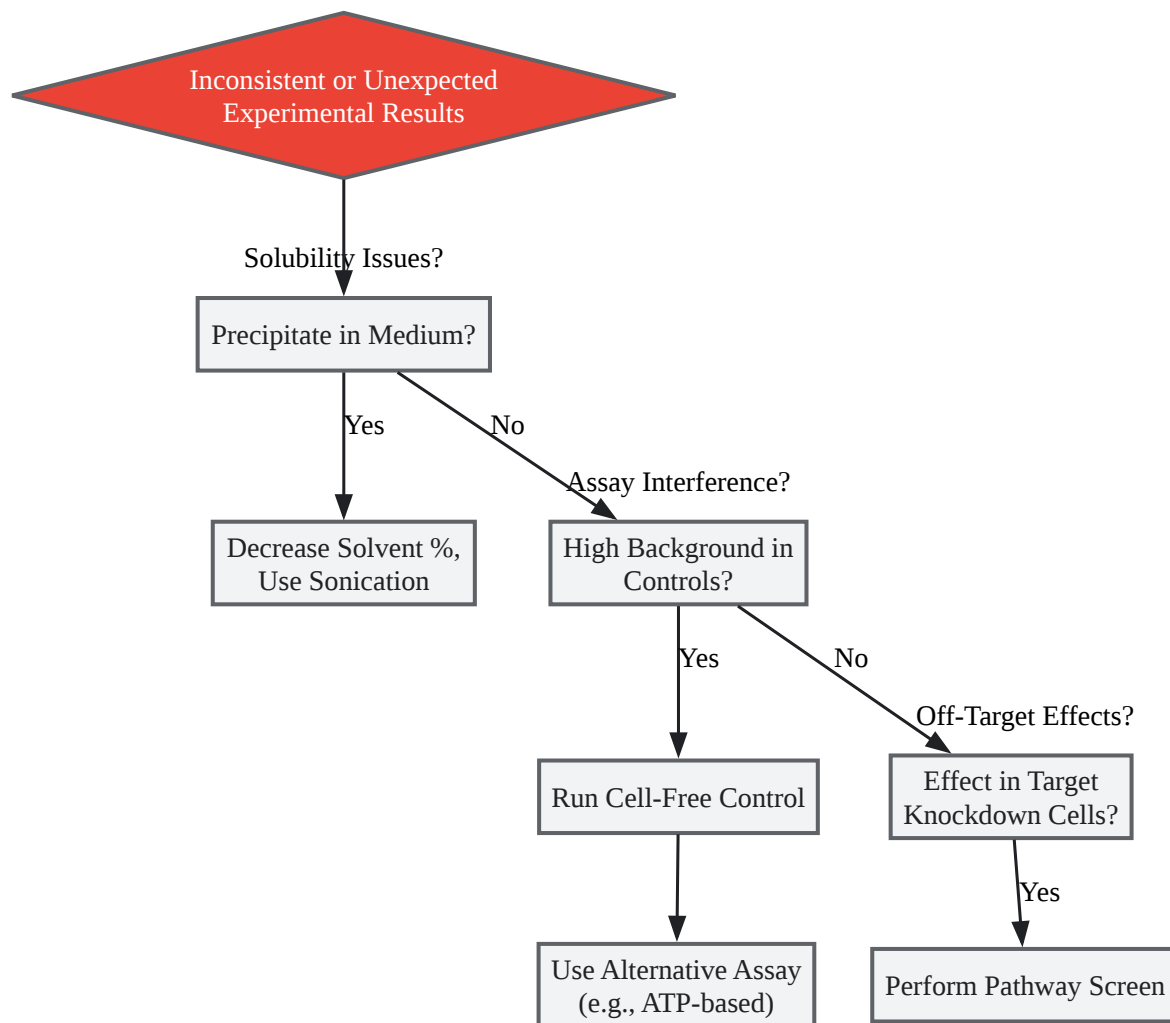 Inconsistent or Unexpected
Experimental Results
Solubility Issues?
Precipitate in Medium?
Yes
No
Assay Interference?
Decrease Solvent %,
Use Sonication
High Background in
Controls?
Yes
No
Off-Target Effects?
Run Cell-Free Control
Effect in Target
Knockdown Cells?
Yes
Use Alternative Assay
(e.g., ATP-based)
Perform Pathway Screen